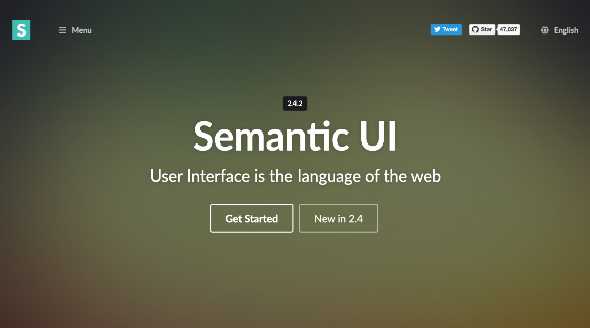 S
Menu
Tweet
Star
47,037
English
2.4.2
Semantic UI
User Interface is the language of the web
Get Started
New in 2.4